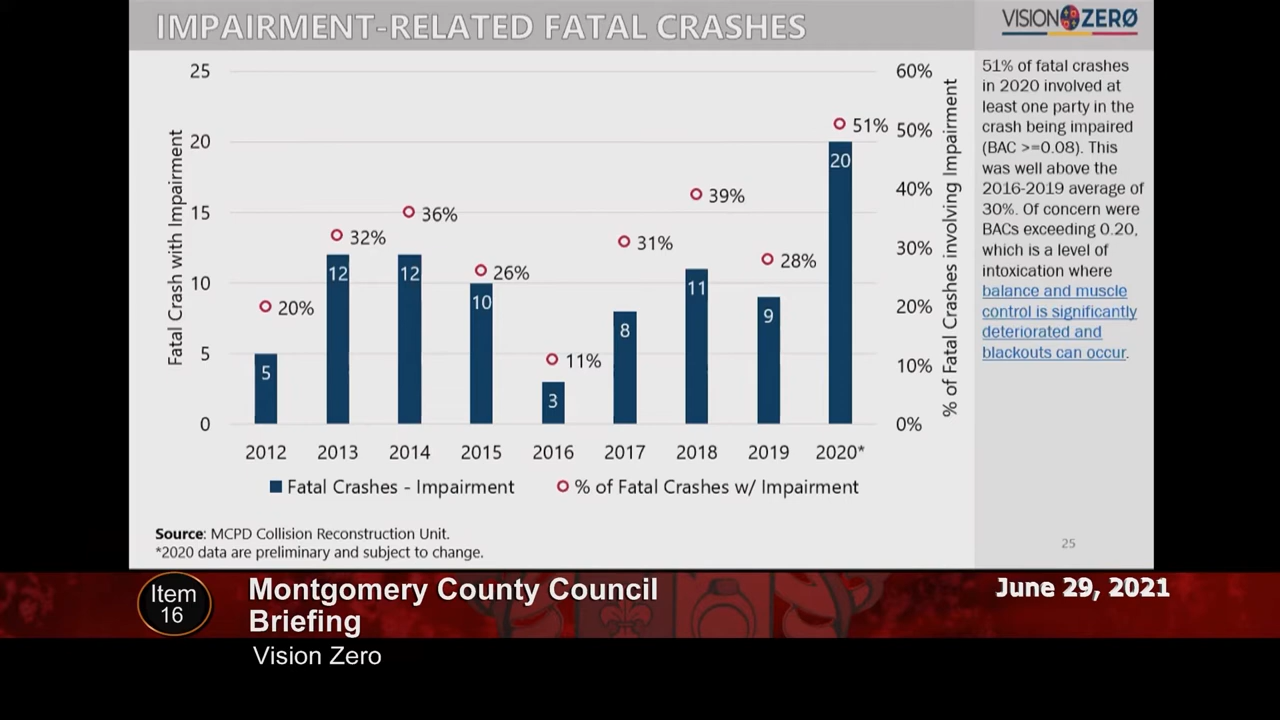 IMPAIRMENT-RELATED FATAL CRASHES
VISION ZERØ
25
20
15
10
5
0
Fatal Crash with Impairment
60%
50%
40%
30%
20%
10%
0%
% of Fatal Crashes involving Impairment
20%
32%
36%
26%
11%
31%
39%
28%
51%
5
12
12
10
3
8
11
9
20
2012 2013 2014 2015 2016 2017 2018 2019 2020*
Fatal Crashes - Impairment
% of Fatal Crashes w/ Impairment
51% of fatal crashes
in 2020 involved at
least one party in the
crash being impaired
(BAC >=0.08). This
was well above the
2016-2019 average of
30%. Of concern were
BACs exceeding 0.20,
which is a level of
intoxication where
balance and muscle
control is significantly
deteriorated and
blackouts can occur.
Source: MCPD Collision Reconstruction Unit.
*2020 data are preliminary and subject to change.
25
Item
16
Montgomery County Council
Briefing
Vision Zero
June 29, 2021